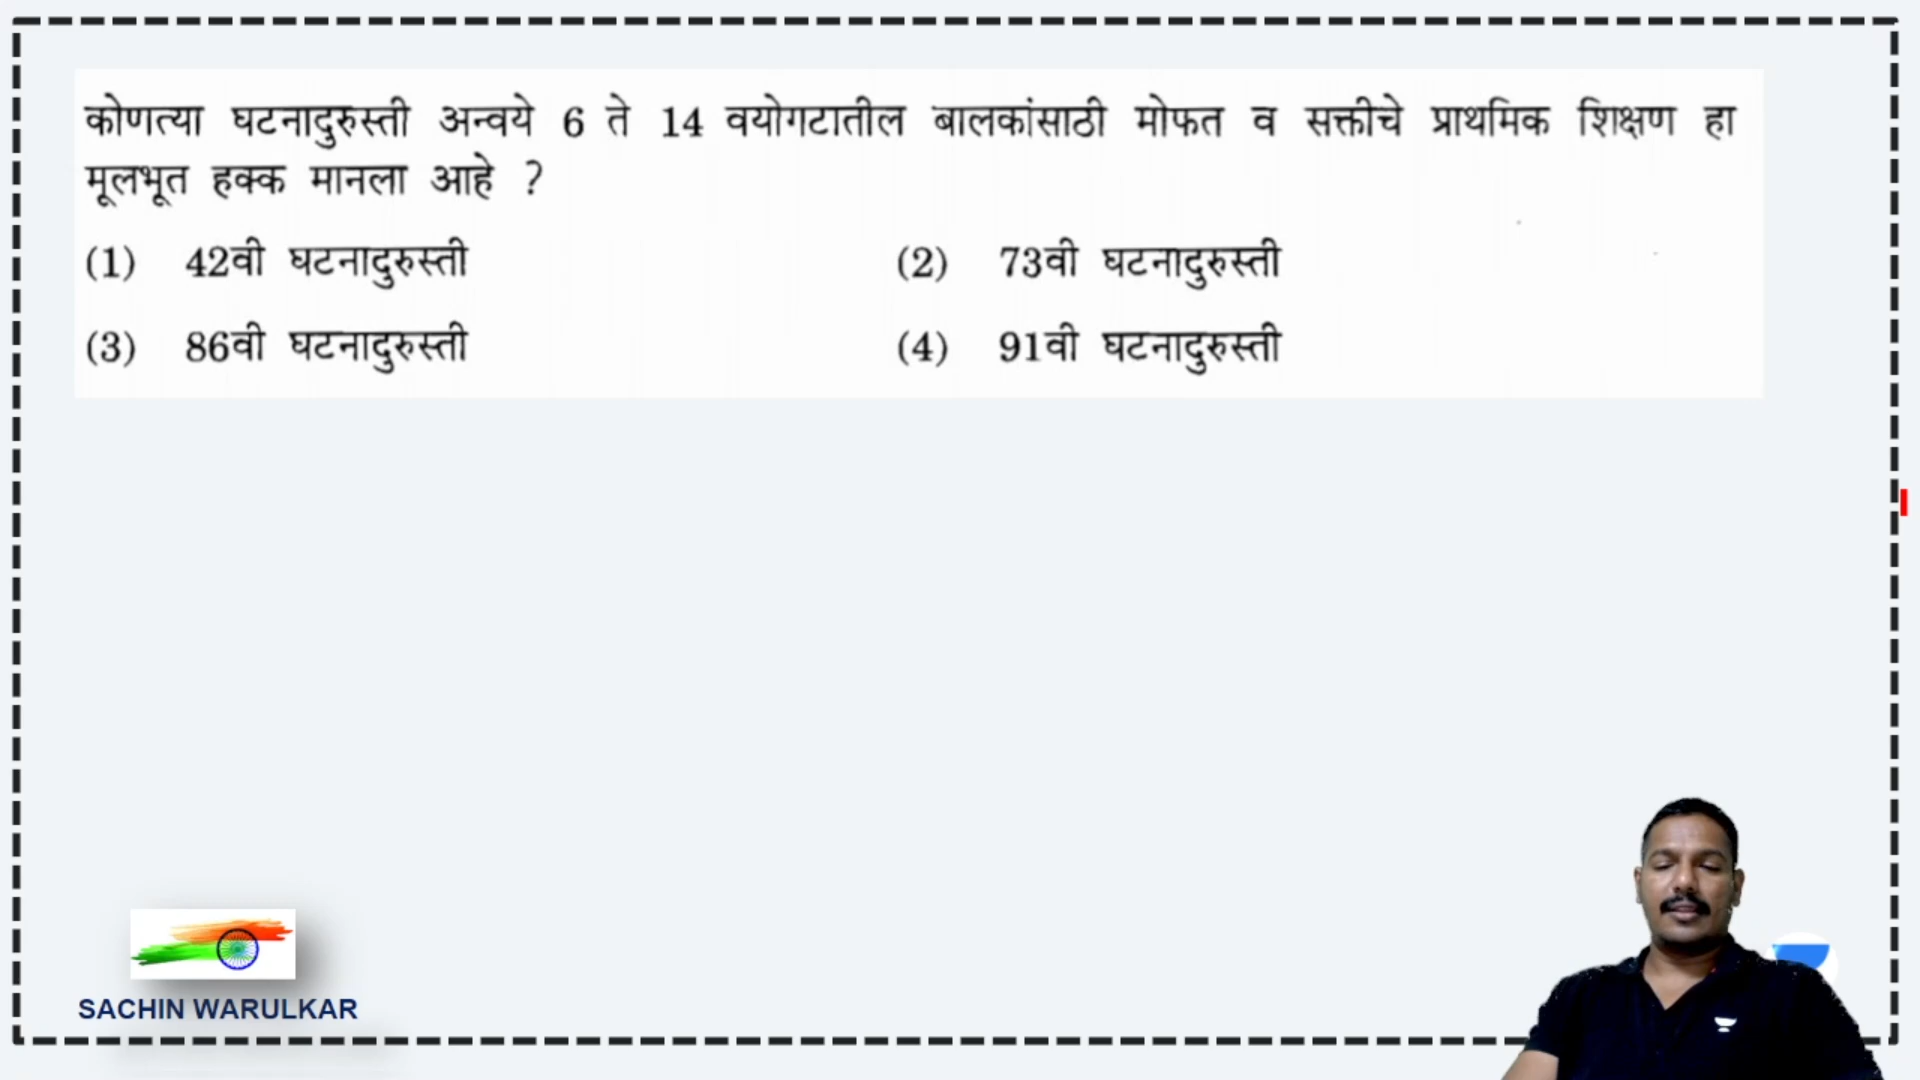 कोणत्या घटनादुरुस्ती अन्वये 6 ते 14 वयोगटातील बालकांसाठी मोफत व सक्तीचे प्राथमिक शिक्षण हा
मूलभूत हक्क मानला आहे ?
(1) 42वी घटनादुरुस्ती (2) 73वी घटनादुरुस्ती
(3) 86वी घटनादुरुस्ती (4) 91वी घटनादुरुस्ती
SACHIN WARULKAR